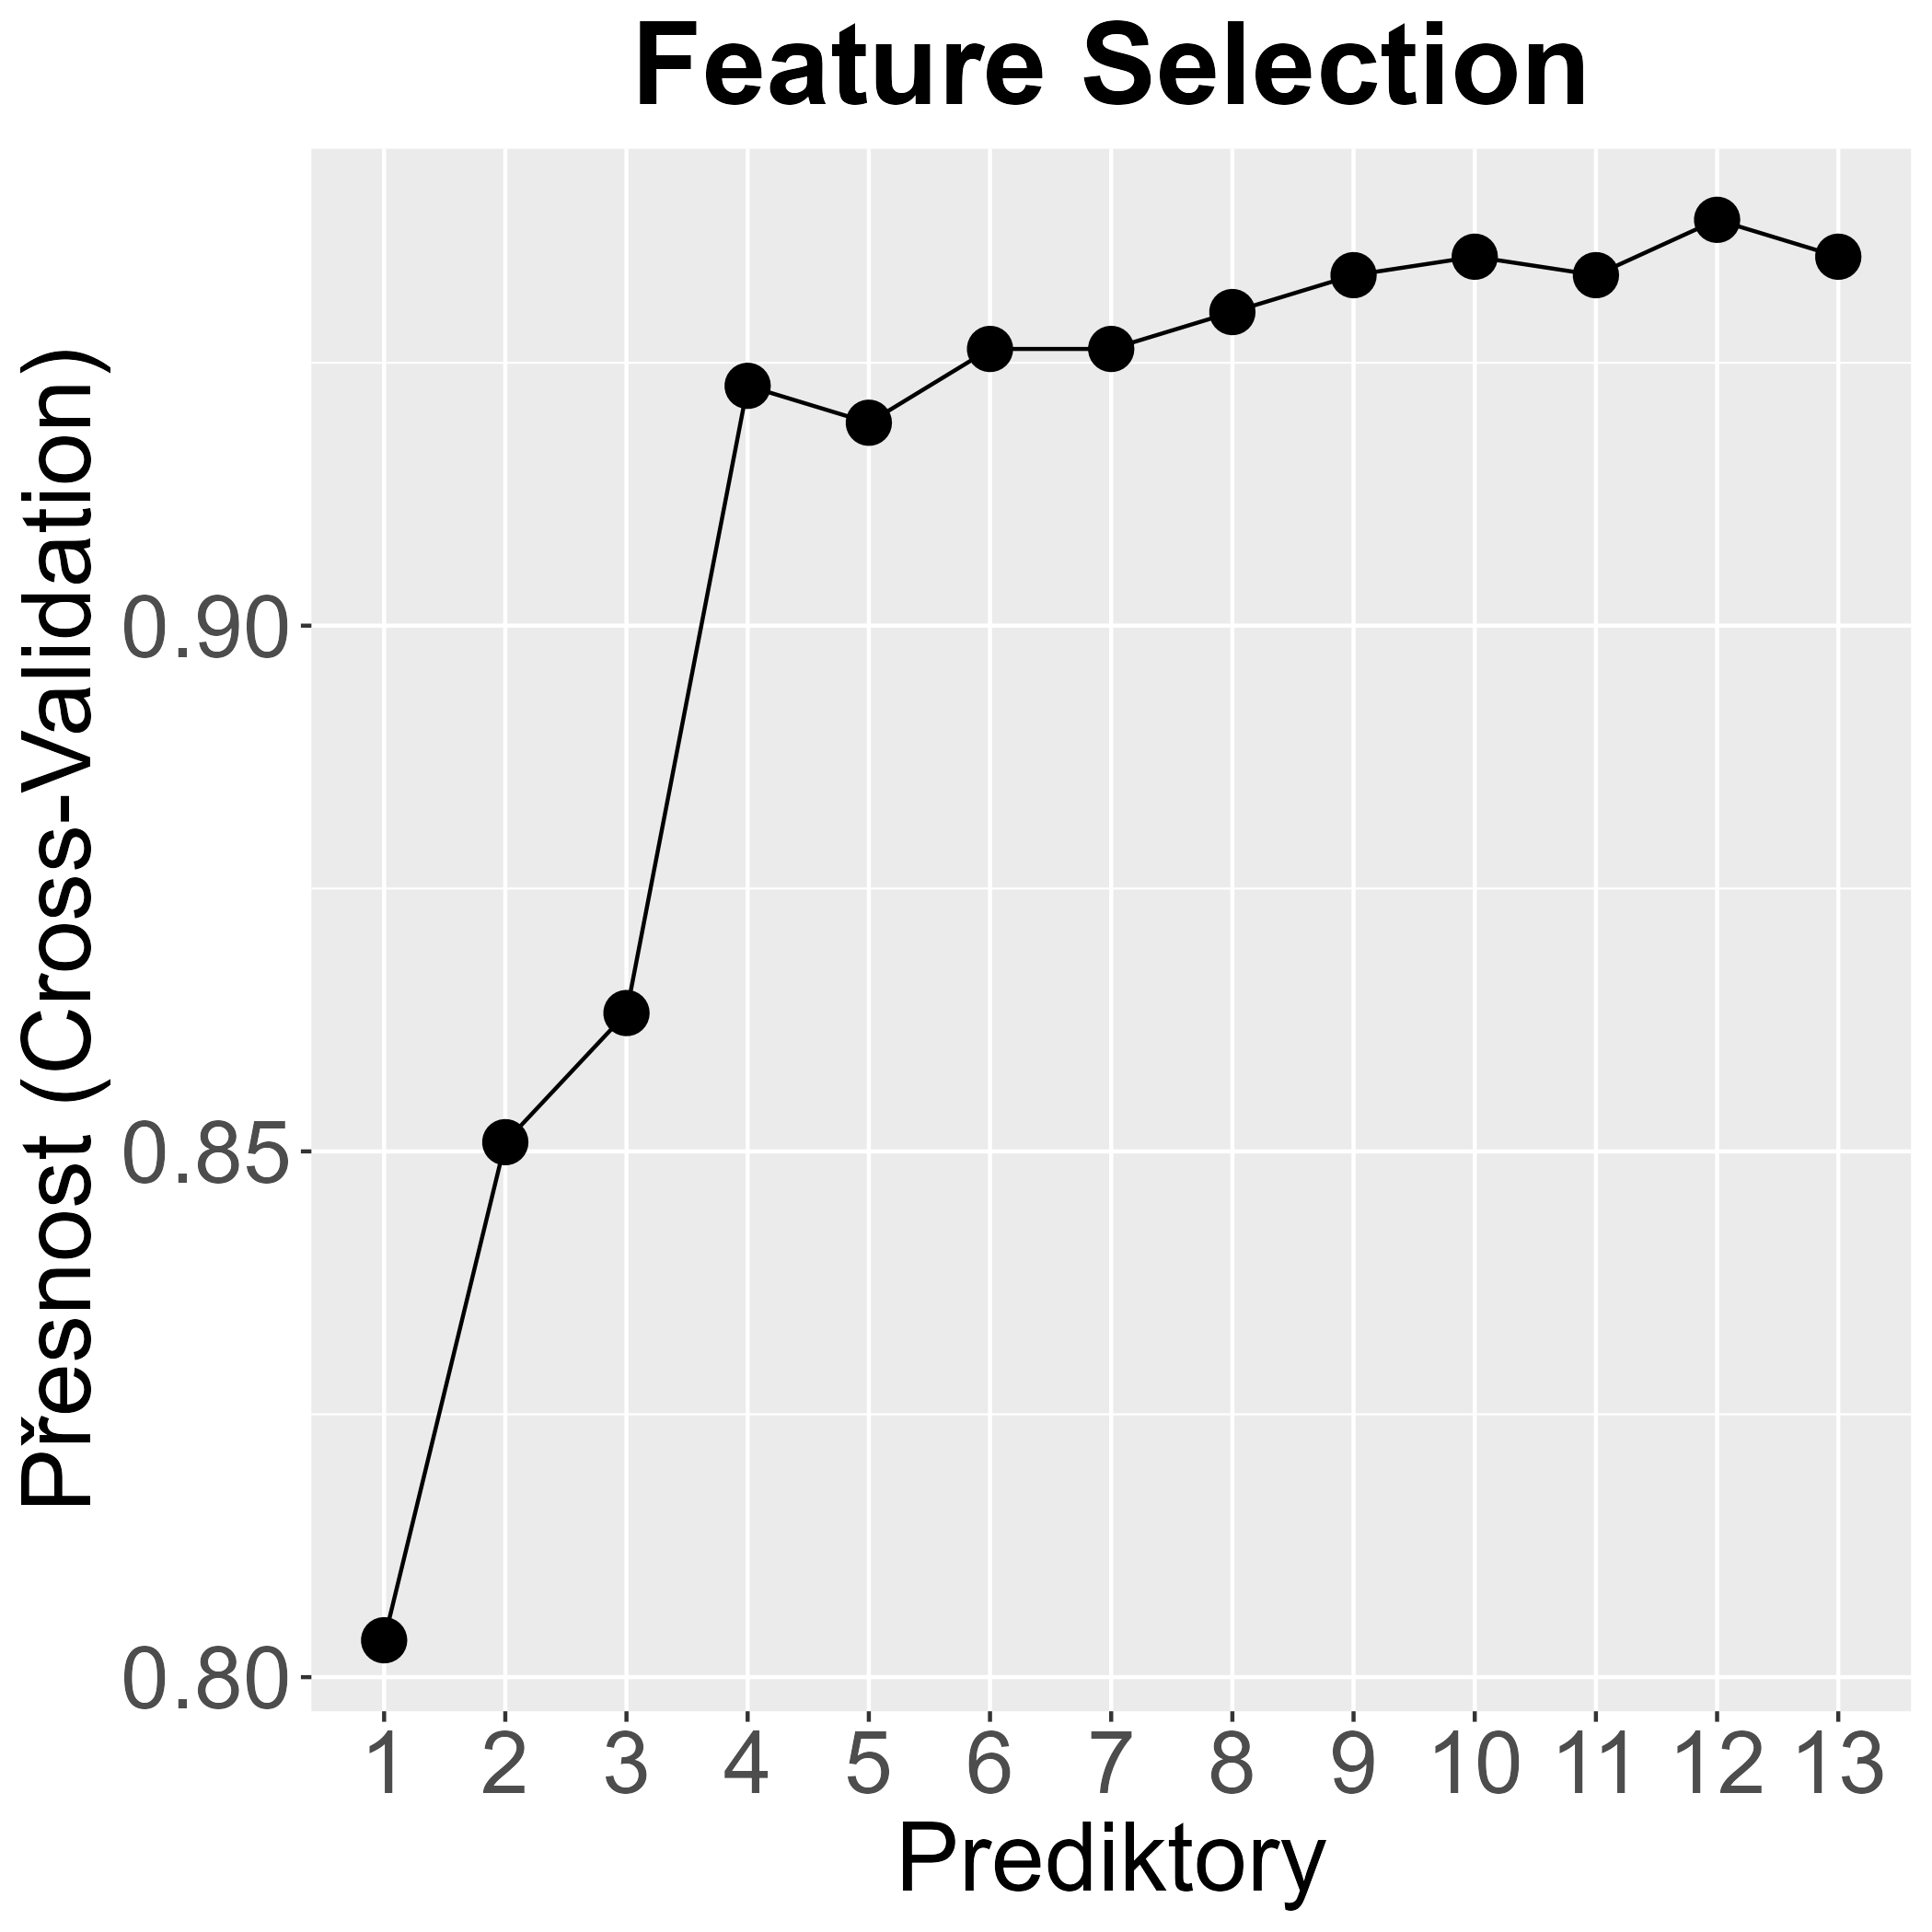 Feature Selection
Přesnost (Cross-Validation)
0.90
0.85
0.80
1 2 3 4 5 6 7 8 9 10 11 12 13
Prediktory